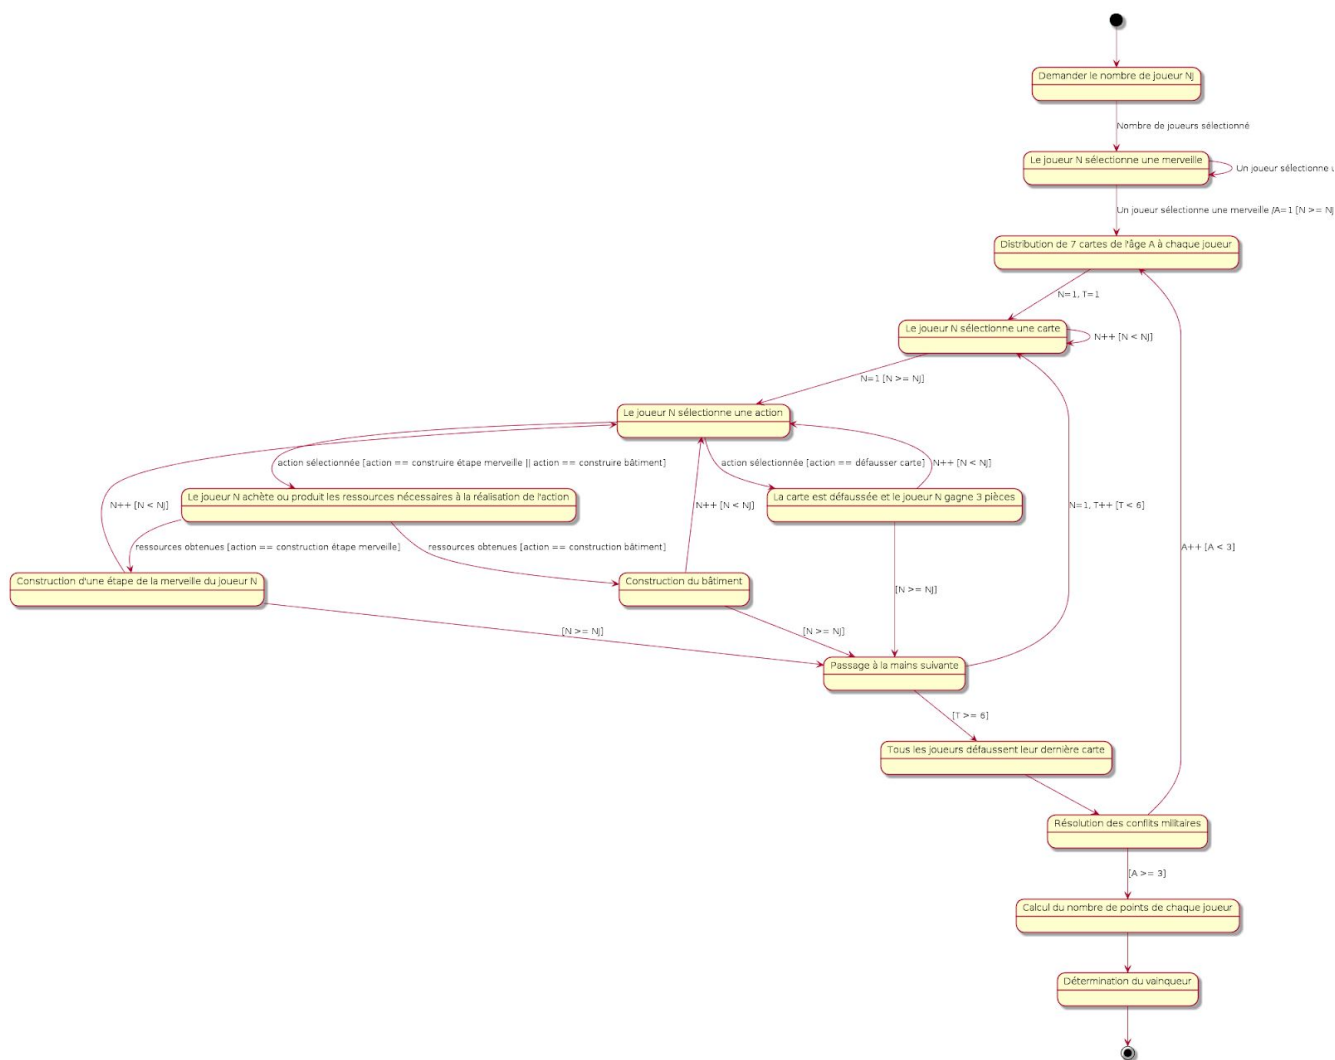 Demander le nombre de joueur NJ
Nombre de joueurs sélectionné
Le joueur N sélectionne une merveille
Un joueur sélectionne
Un joueur sélectionne une merveille /A=1 [N >= NJ
Distribution de 7 cartes de l'âge A à chaque joueur
N=1, T=1
Le joueur N sélectionne une carte
N++ [N < NJ]
N=1 [N >= NJ]
Le joueur N sélectionne une action
action sélectionnée [action == construire étape merveille || action == construire bâtiment]
action sélectionnée [action == défausser carte]
N++ [N < NJ]
Le joueur N achète ou produit les ressources nécessaires à la réalisation de l'action
La carte est défaussée et le joueur N gagne 3 pièces
N++ [N < NJ]
N++ [N < NJ]
N=1, T++ [T < 6]
A++ [A < 3]
ressources obtenues [action == construction étape merveille]
ressources obtenues [action == construction bâtiment]
Construction d'une étape de la merveille du joueur N
Construction du bâtiment
[N >= NJ]
[N >= NJ]
[N >= NJ]
Passage à la mains suivante
[T >= 6]
Tous les joueurs défaussent leur dernière carte
Résolution des conflits militaires
[A >= 3]
Calcul du nombre de points de chaque joueur
Détermination du vainqueur